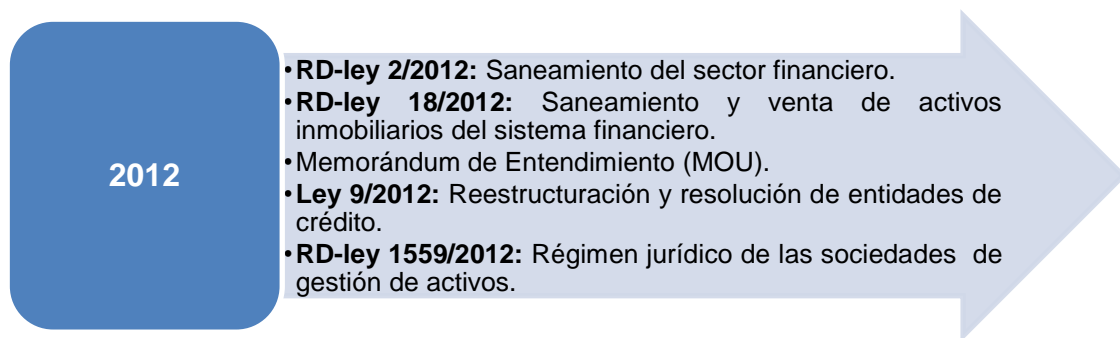 2012
•RD-ley 2/2012: Saneamiento del sector financiero.
•RD-ley 18/2012: Saneamiento y venta de activos
inmobiliarios del sistema financiero.
•Memorándum de Entendimiento (MOU).
•Ley 9/2012: Reestructuración y resolución de entidades de
crédito.
•RD-ley 1559/2012: Régimen jurídico de las sociedades de
gestión de activos.